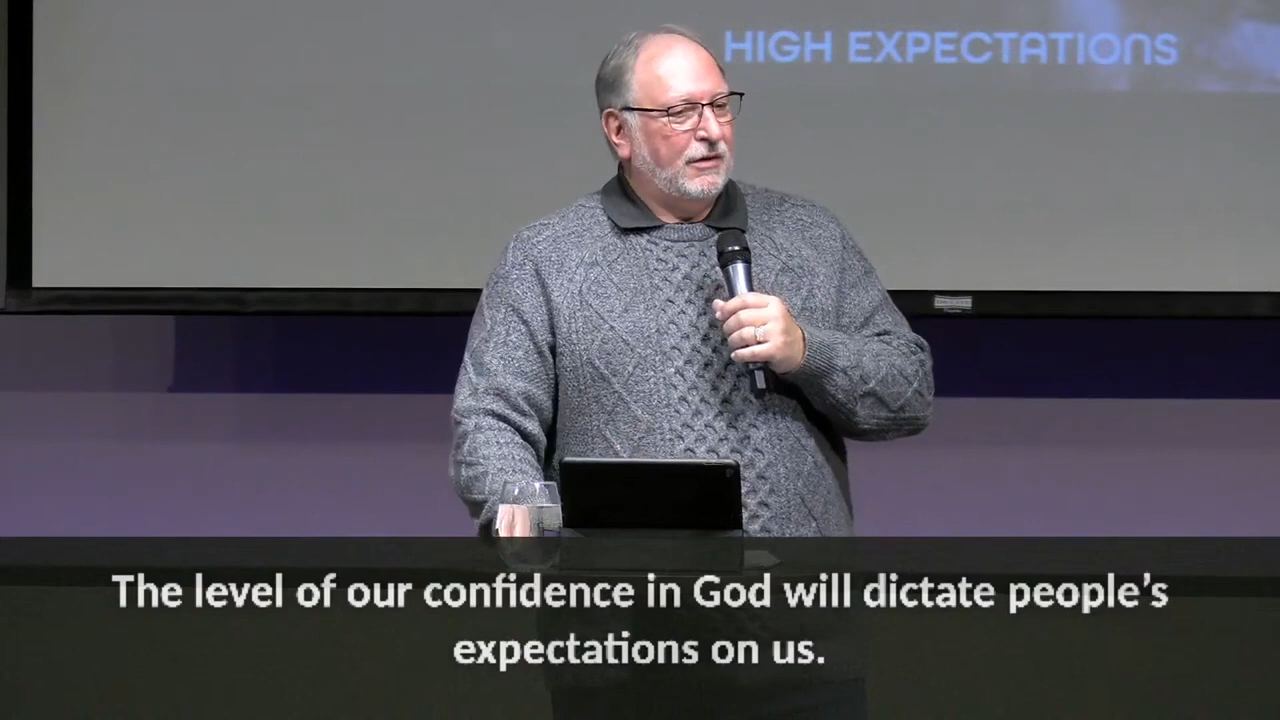 HIGH EXPECTATIONS
The level of our confidence in God will dictate people's
expectations on us.